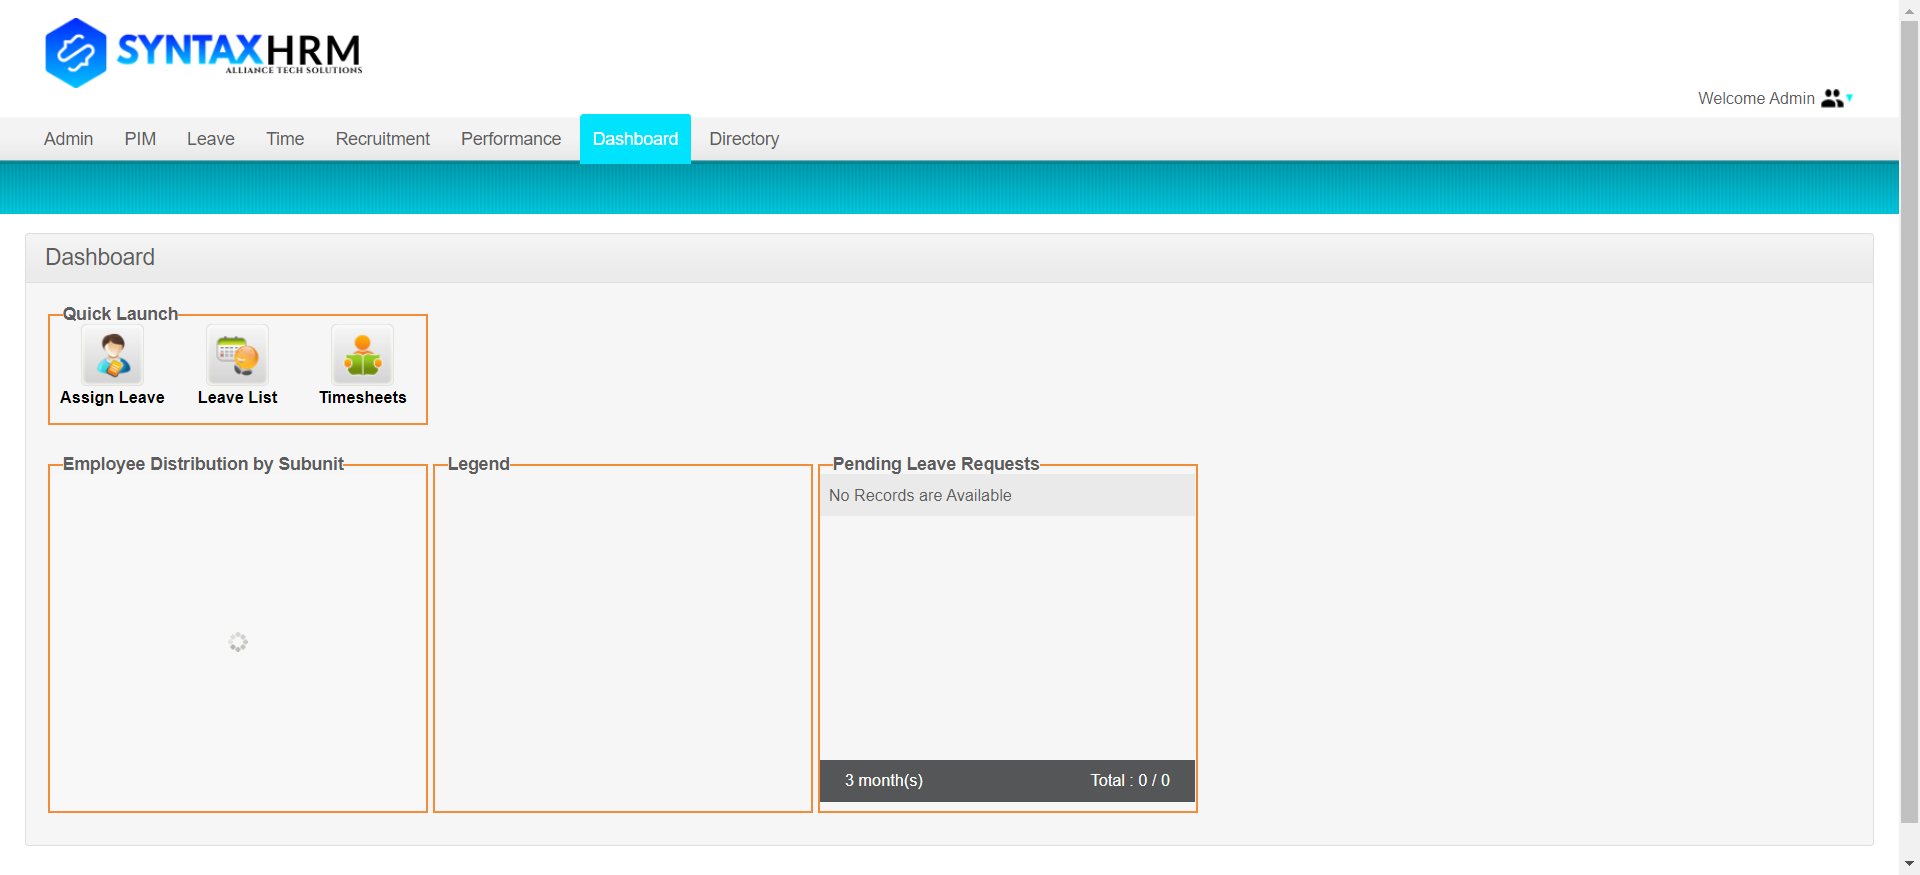 SYNTAXHRM
ALLIANCE TECH SOLUTIONS
Welcome Admin
Admin PIM Leave Time Recruitment Performance Dashboard Directory
Dashboard
Quick Launch
Assign Leave Leave List Timesheets
Employee Distribution by Subunit Legend Pending Leave Requests
No Records are Available
3 month(s) Total : 0 / 0